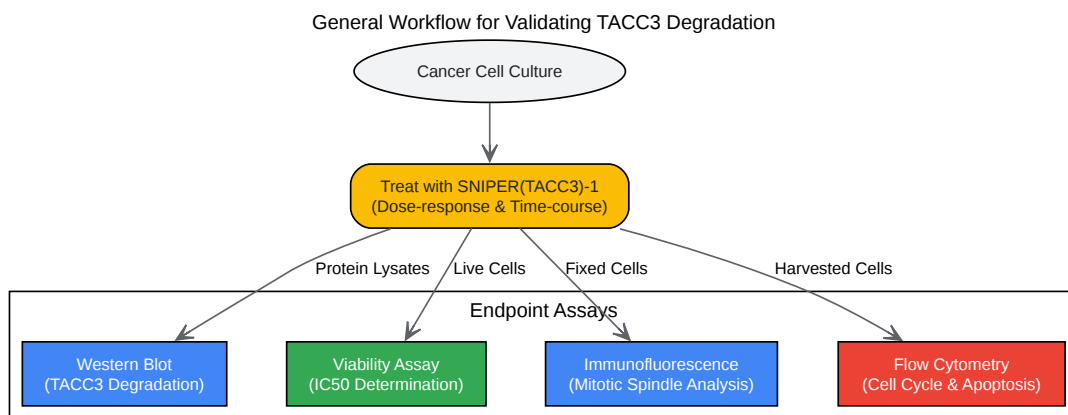 General Workflow for Validating TACC3 Degradation
Cancer Cell Culture
Treat with SNIPER(TACC3)-1
(Dose-response & Time-course)
Protein Lysates
Live Cells
Fixed Cells
Harvested Cells
Endpoint Assays
Western Blot
(TACC3 Degradation)
Viability Assay
(IC50 Determination)
Immunofluorescence
(Mitotic Spindle Analysis)
Flow Cytometry
(Cell Cycle & Apoptosis)